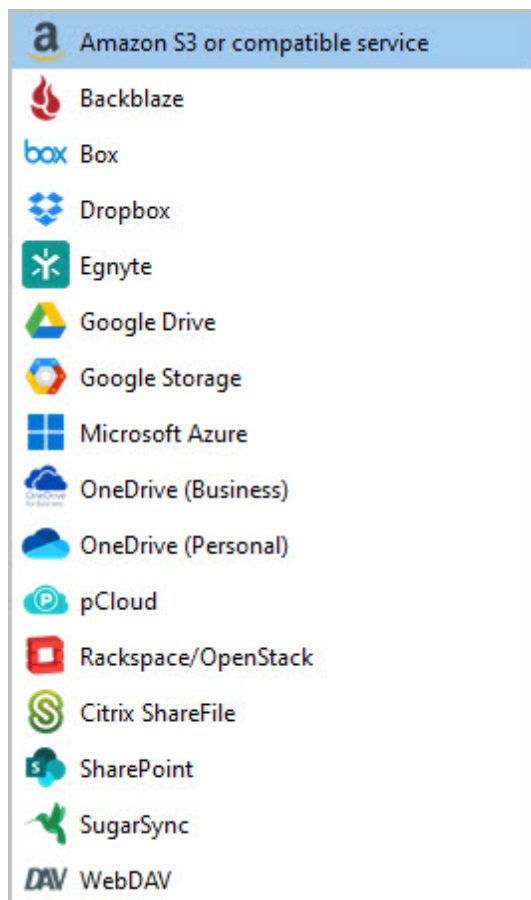 Amazon S3 or compatible service
Backblaze
box Box
Dropbox
Egnyte
Google Drive
Google Storage
Microsoft Azure
OneDrive (Business)
OneDrive (Personal)
pCloud
Rackspace/OpenStack
Citrix ShareFile
SharePoint
SugarSync
DAV WebDAV